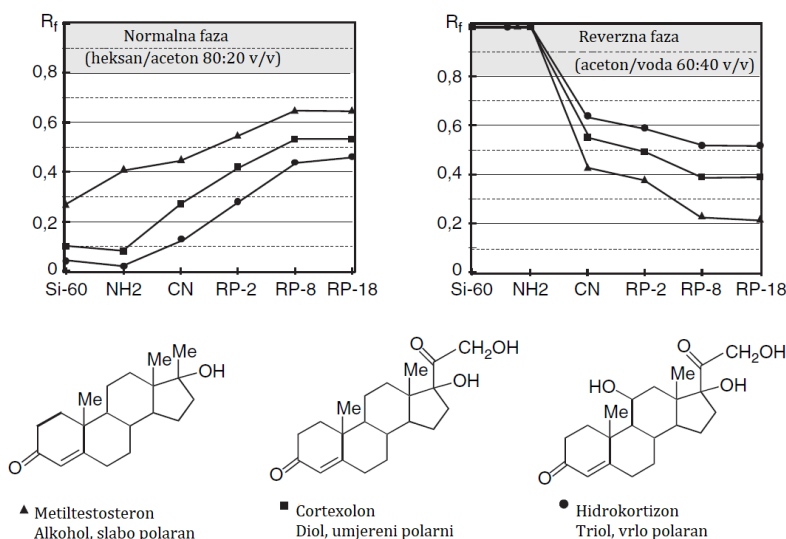 Rf
Normalna faza
(heksan/aceton 80:20 v/v)
0,8
0,6
0,4
0,2
0
Si-60 NH2 CN RP-2 RP-8 RP-18
Rf
Reverzna faza
(aceton/voda 60:40 v/v)
0,8
0,6
0,4
0,2
0
Si-60 NH2 CN RP-2 RP-8 RP-18
Me
Me
OH
Me
O
O
CH2OH
Me
OH
Me
O
O
CH2OH
Me
OH
HO
Me
O
Metiltestosteron
Alkohol, slabo polaran
Cortexolon
Diol, umjereni polarni
Hidrokortizon
Triol, vrlo polaran